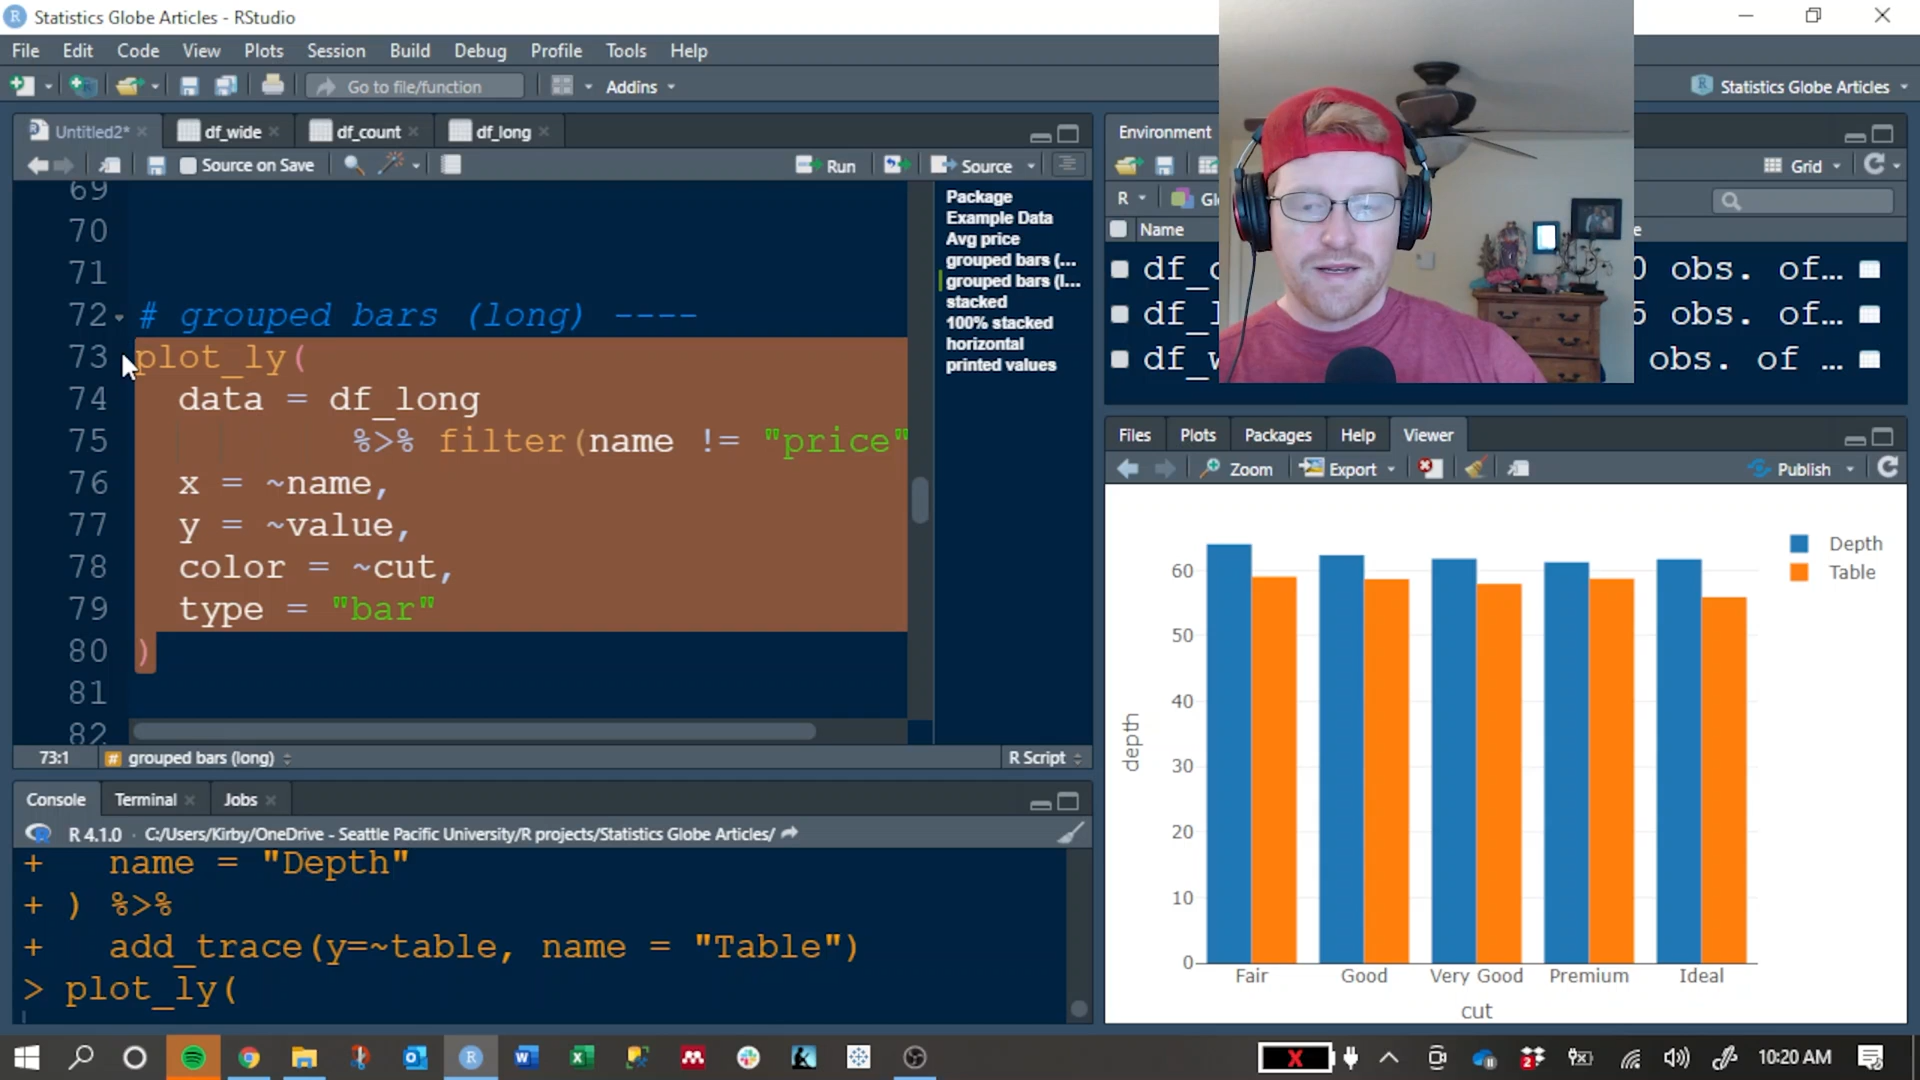 Statistics Globe Articles - RStudio
File Edit Code View Plots Session Build Debug Profile Tools Help
Go to file/function
Addins
Statistics Globe Articles
Untitled2*
df_wide
df_count
df_long
Source on Save
Run
Source
69
70
71
72 # grouped bars (long) ----
73 plot_ly(
74 data = df_long
75 %>% filter(name != "price"
76 x = ~name,
77 y = ~value,
78 color = ~cut,
79 type = "bar"
80 )
81
82
Package
Example Data
Avg price
grouped bars (...
grouped bars (l...
stacked
100% stacked
horizontal
printed values
73:1
grouped bars (long)
R Script
Console
Terminal
Jobs
R 4.1.0 · C:/Users/Kirby/OneDrive - Seattle Pacific University/R projects/Statistics Globe Articles/
+ name = "Depth"
+ ) %>%
+ add_trace(y=~table, name = "Table")
> plot_ly(
Environment
Grid
R
Name
obs. of...
obs. of...
obs. of ...
Files
Plots
Packages
Help
Viewer
Zoom
Export
Publish
Depth
Table
60
50
40
30
20
10
0
depth
Fair
Good
Very Good
Premium
Ideal
cut
10:20 AM